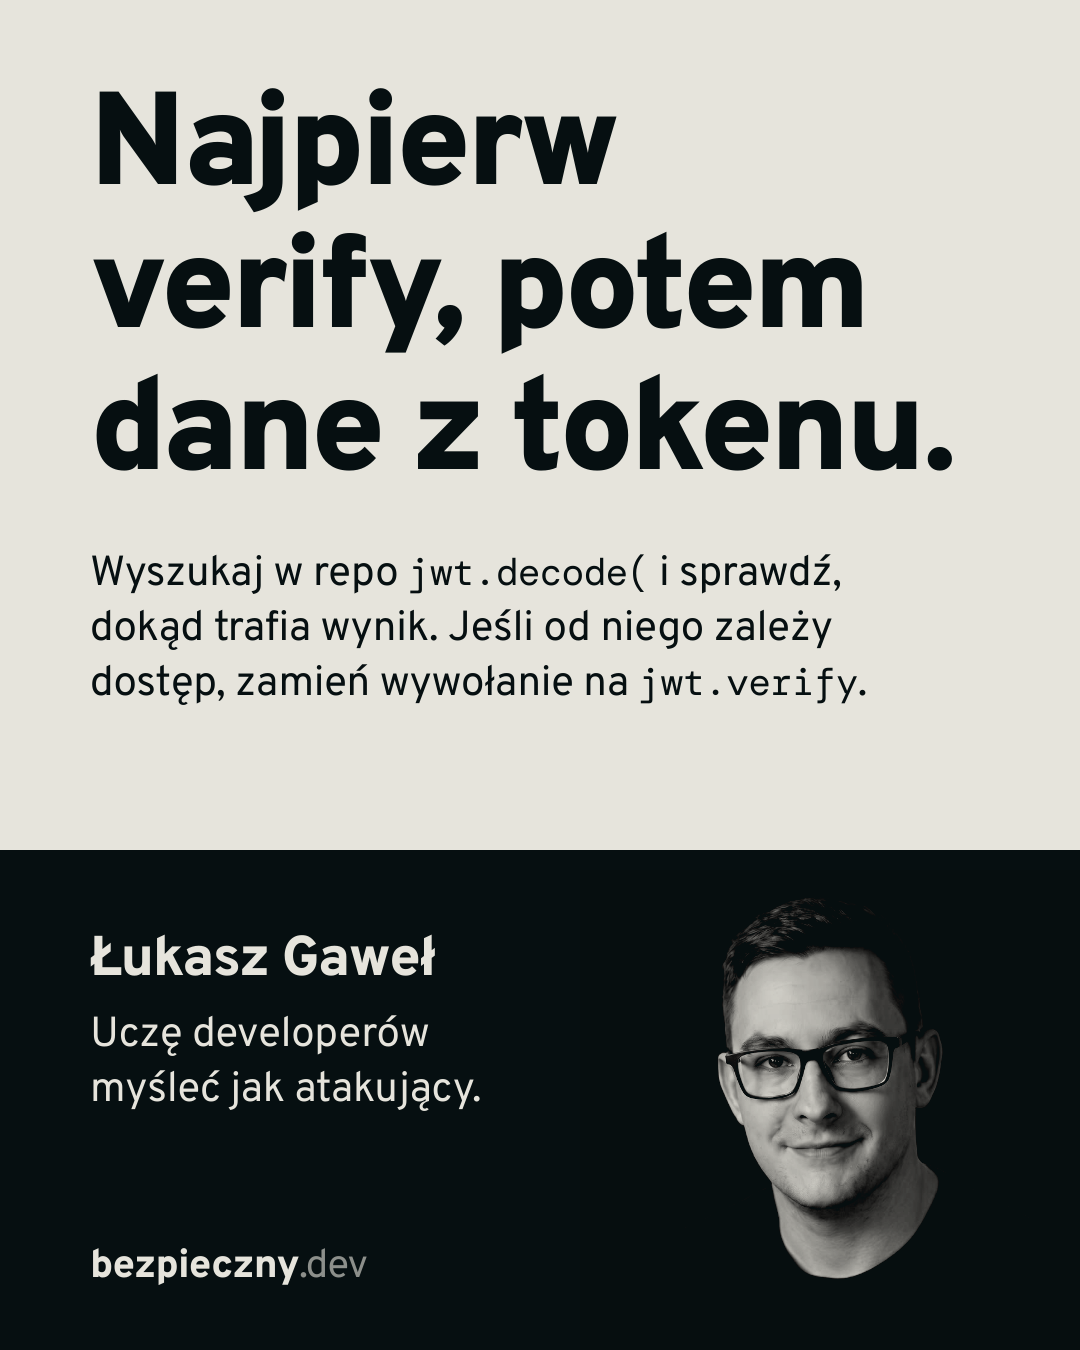 Najpierw
verify, potem
dane z tokenu.
Wyszukaj w repo jwt.decode( i sprawdź,
dokąd trafia wynik. Jeśli od niego zależy
dostęp, zamień wywołanie na jwt.verify.
Łukasz Gaweł
Uczę developerów
myśleć jak atakujący.
bezpieczny.dev